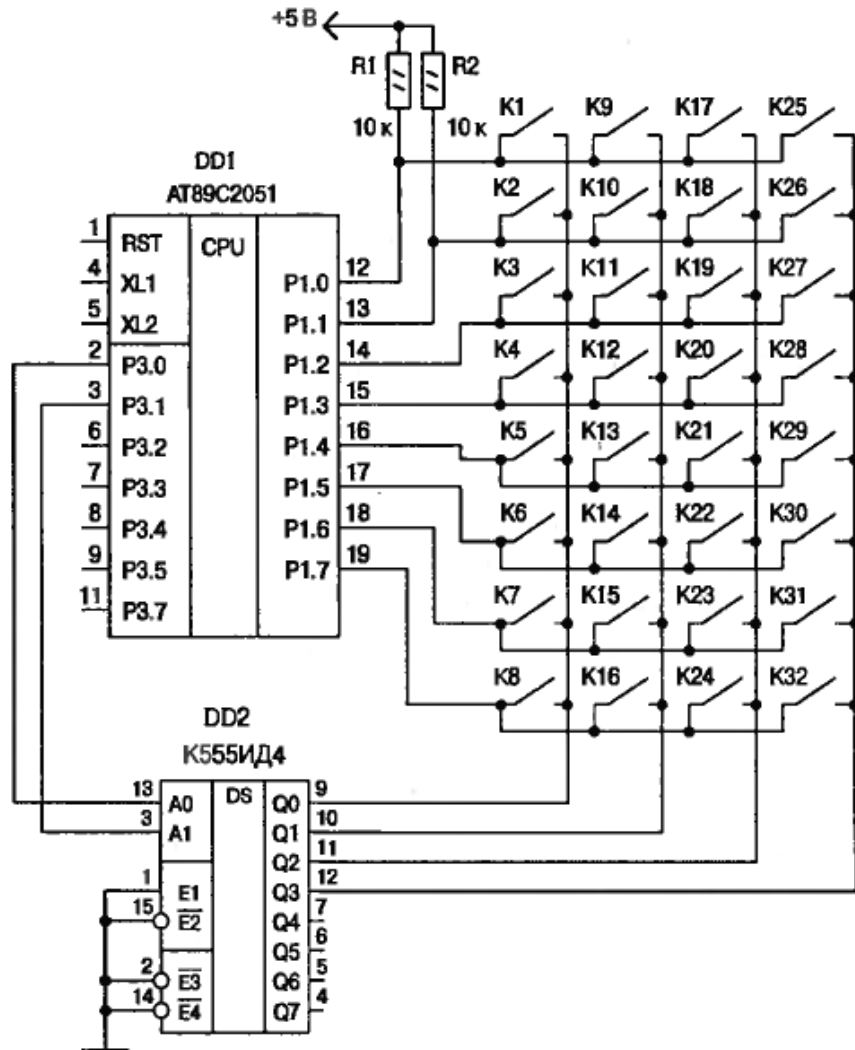 +5 В
R1 R2
10 к 10 к
K1 K9 K17 K25
DD1
AT89C2051
K2 K10 K18 K26
1 RST CPU
4 XL1 P1.0 12
K3 K11 K19 K27
5 XL2 P1.1 13
2 P3.0 P1.2 14
K4 K12 K20 K28
3 P3.1 P1.3 15
6 P3.2 P1.4 16
K5 K13 K21 K29
7 P3.3 P1.5 17
8 P3.4 P1.6 18
K6 K14 K22 K30
9 P3.5 P1.7 19
11 P3.7
K7 K15 K23 K31
K8 K16 K24 K32
DD2
К555ИД4
13 A0 DS Q0 9
3 A1 Q1 10
Q2 11
1 E1 Q3 12
15 E2 Q4 7
Q5 6
2 E3 Q6 5
14 E4 Q7 4